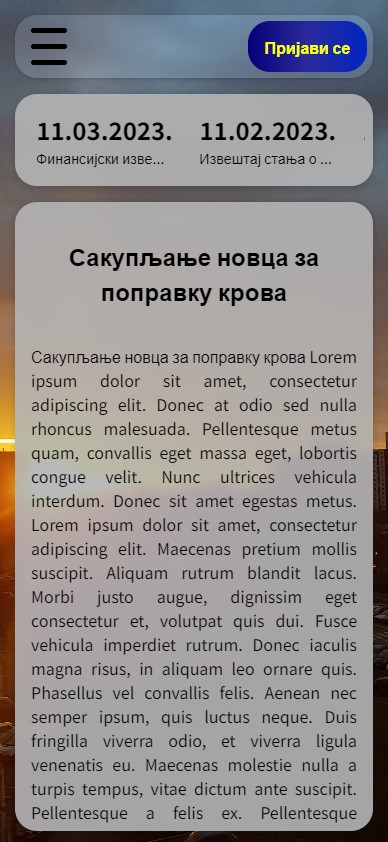 Пријави се
11.03.2023.
Финансијски изве...
11.02.2023.
Извештај стања о ...
Сакупљање новца за
поправку крова
Сакупљање новца за поправку крова Lorem
ipsum dolor sit amet, consectetur
adipiscing elit. Donec at odio sed nulla
rhoncus malesuada. Pellentesque metus
quam, convallis eget massa eget, lobortis
congue velit. Nunc ultrices vehicula
interdum. Donec sit amet egestas metus.
Lorem ipsum dolor sit amet, consectetur
adipiscing elit. Maecenas pretium mollis
suscipit. Aliquam rutrum blandit lacus.
Morbi justo augue, dignissim eget
consectetur et, volutpat quis dui. Fusce
vehicula imperdiet rutrum. Donec iaculis
magna risus, in aliquam leo ornare quis.
Phasellus vel convallis felis. Aenean nec
semper ipsum, quis luctus neque. Duis
fringilla viverra odio, et viverra ligula
venenatis eu. Maecenas molestie nulla a
turpis tempus, vitae dictum ante suscipit.
Pellentesque a felis ex. Pellentesque